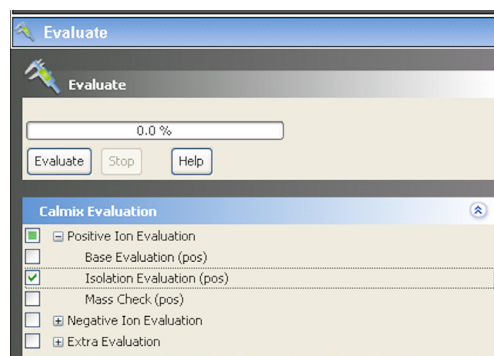 Evaluate
Evaluate
0.0 %
Evaluate Stop Help
Calmix Evaluation
Positive Ion Evaluation
Base Evaluation (pos)
Isolation Evaluation (pos)
Mass Check (pos)
Negative Ion Evaluation
Extra Evaluation